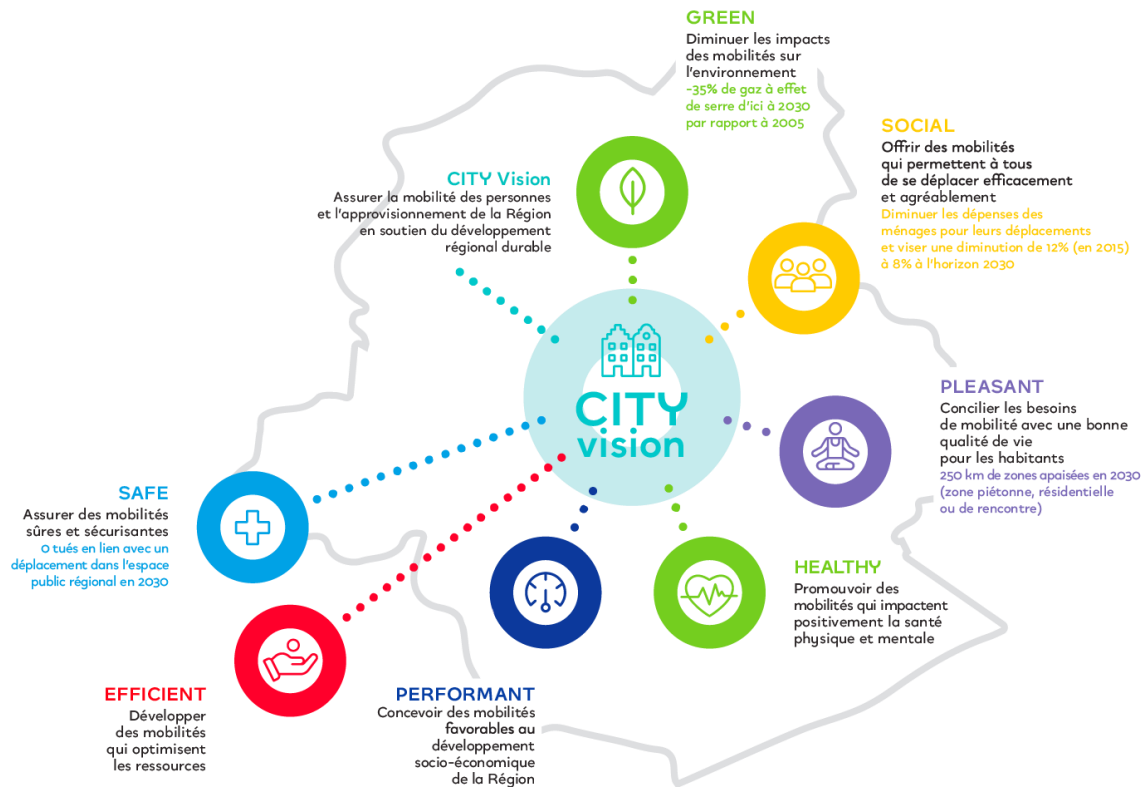 GREEN
Diminuer les impacts
des mobilités sur
l'environnement
-35% de gaz à effet
de serre d'ici à 2030
par rapport à 2005
SOCIAL
Offrir des mobilités
qui permettent à tous
de se déplacer efficacement
et agréablement
Diminuer les dépenses des
ménages pour leurs déplacements
et viser une diminution de 12% (en 2015)
à 8% à l'horizon 2030
CITY Vision
Assurer la mobilité des personnes
et l'approvisionnement de la Région
en soutien du développement
régional durable
CITY
vision
PLEASANT
Concilier les besoins
de mobilité avec une bonne
qualité de vie
pour les habitants
250 km de zones apaisées en 2030
(zone piétonne, résidentielle
ou de rencontre)
SAFE
Assurer des mobilités
sûres et sécurisantes
0 tués en lien avec un
déplacement dans l'espace
public régional en 2030
HEALTHY
Promouvoir des
mobilités qui impactent
positivement la santé
physique et mentale
EFFICIENT
Développer
des mobilités
qui optimisent
les ressources
PERFORMANT
Concevoir des mobilités
favorables au
développement
socio-économique
de la Région